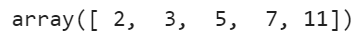 array([ 2,  3,  5,  7, 11])